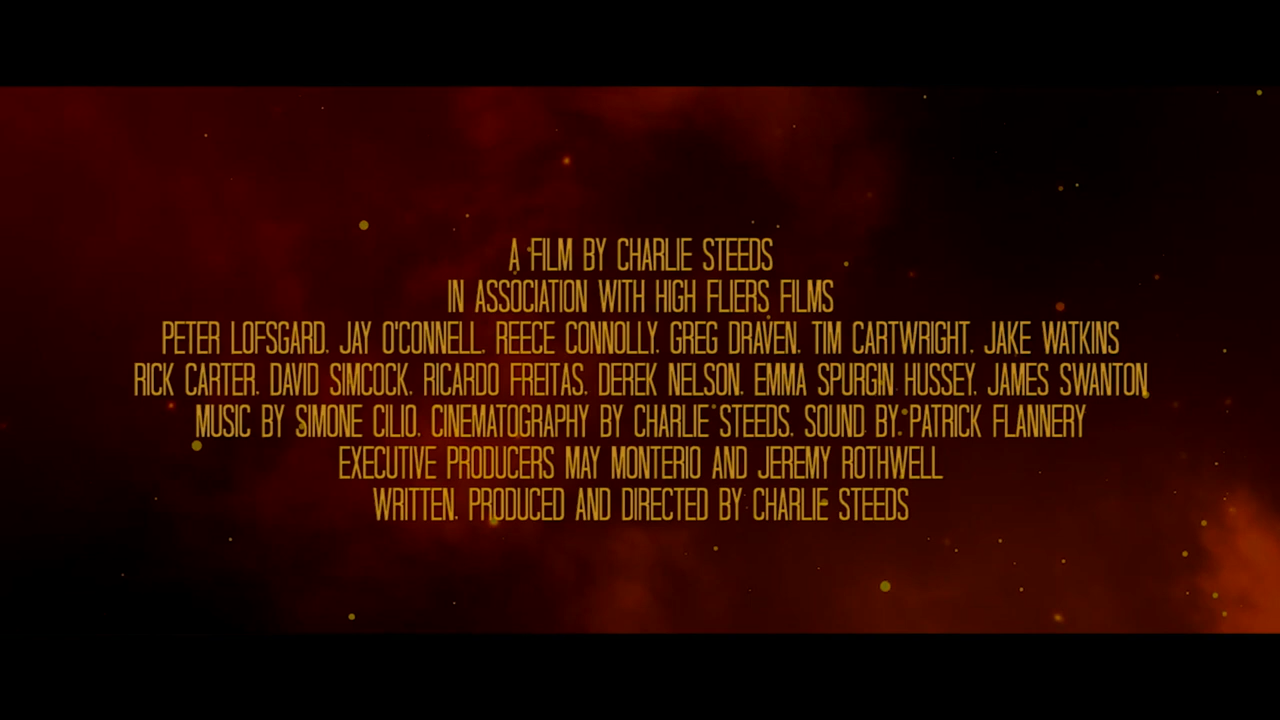 A FILM BY CHARLIE STEEDS
IN ASSOCIATION WITH HIGH FLIERS FILMS
PETER LOFSGARD, JAY O'CONNELL, REECE CONNOLLY, GREG DRAVEN, TIM CARTWRIGHT, JAKE WATKINS
RICK CARTER, DAVID SIMCOCK, RICARDO FREITAS, DEREK NELSON, EMMA SPURGIN HUSSEY, JAMES SWANTON
MUSIC BY SIMONE CILIO, CINEMATOGRAPHY BY CHARLIE STEEDS, SOUND BY PATRICK FLANNERY
EXECUTIVE PRODUCERS MAY MONTERIO AND JEREMY ROTHWELL
WRITTEN, PRODUCED AND DIRECTED BY CHARLIE STEEDS